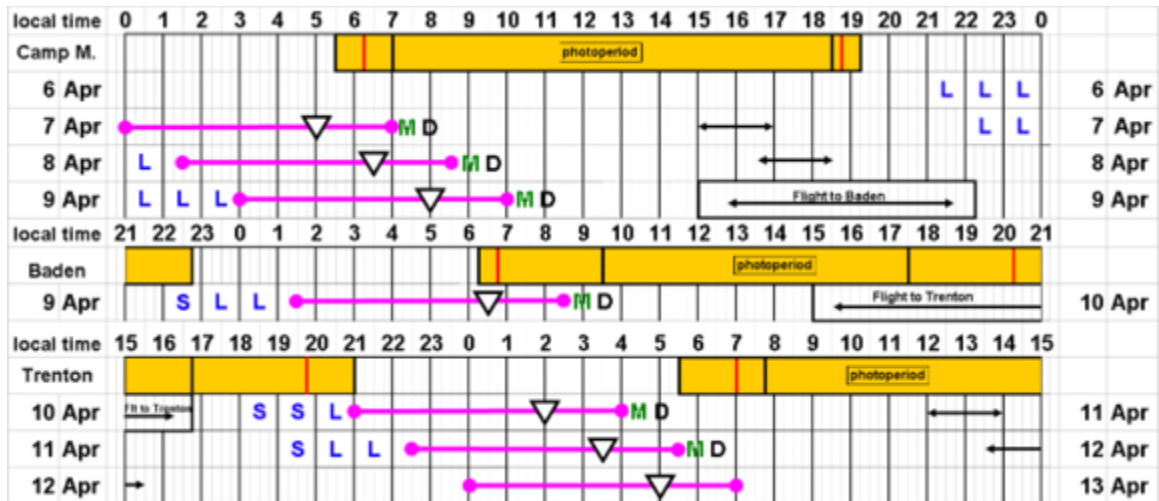 local time 0 1 2 3 4 5 6 7 8 9 10 11 12 13 14 15 16 17 18 19 20 21 22 23 0
Camp M. photoperiod
6 Apr L L L 6 Apr
7 Apr M D L L 7 Apr
8 Apr L M D 8 Apr
9 Apr L L L M D Flight to Baden 9 Apr
local time 21 22 23 0 1 2 3 4 5 6 7 8 9 10 11 12 13 14 15 16 17 18 19 20 21
Baden photoperiod
9 Apr S L L M D Flight to Trenton 10 Apr
local time 15 16 17 18 19 20 21 22 23 0 1 2 3 4 5 6 7 8 9 10 11 12 13 14 15
Trenton photoperiod
10 Apr Flt to Trenton S S L M D 11 Apr
11 Apr S L L M D 12 Apr
12 Apr 13 Apr